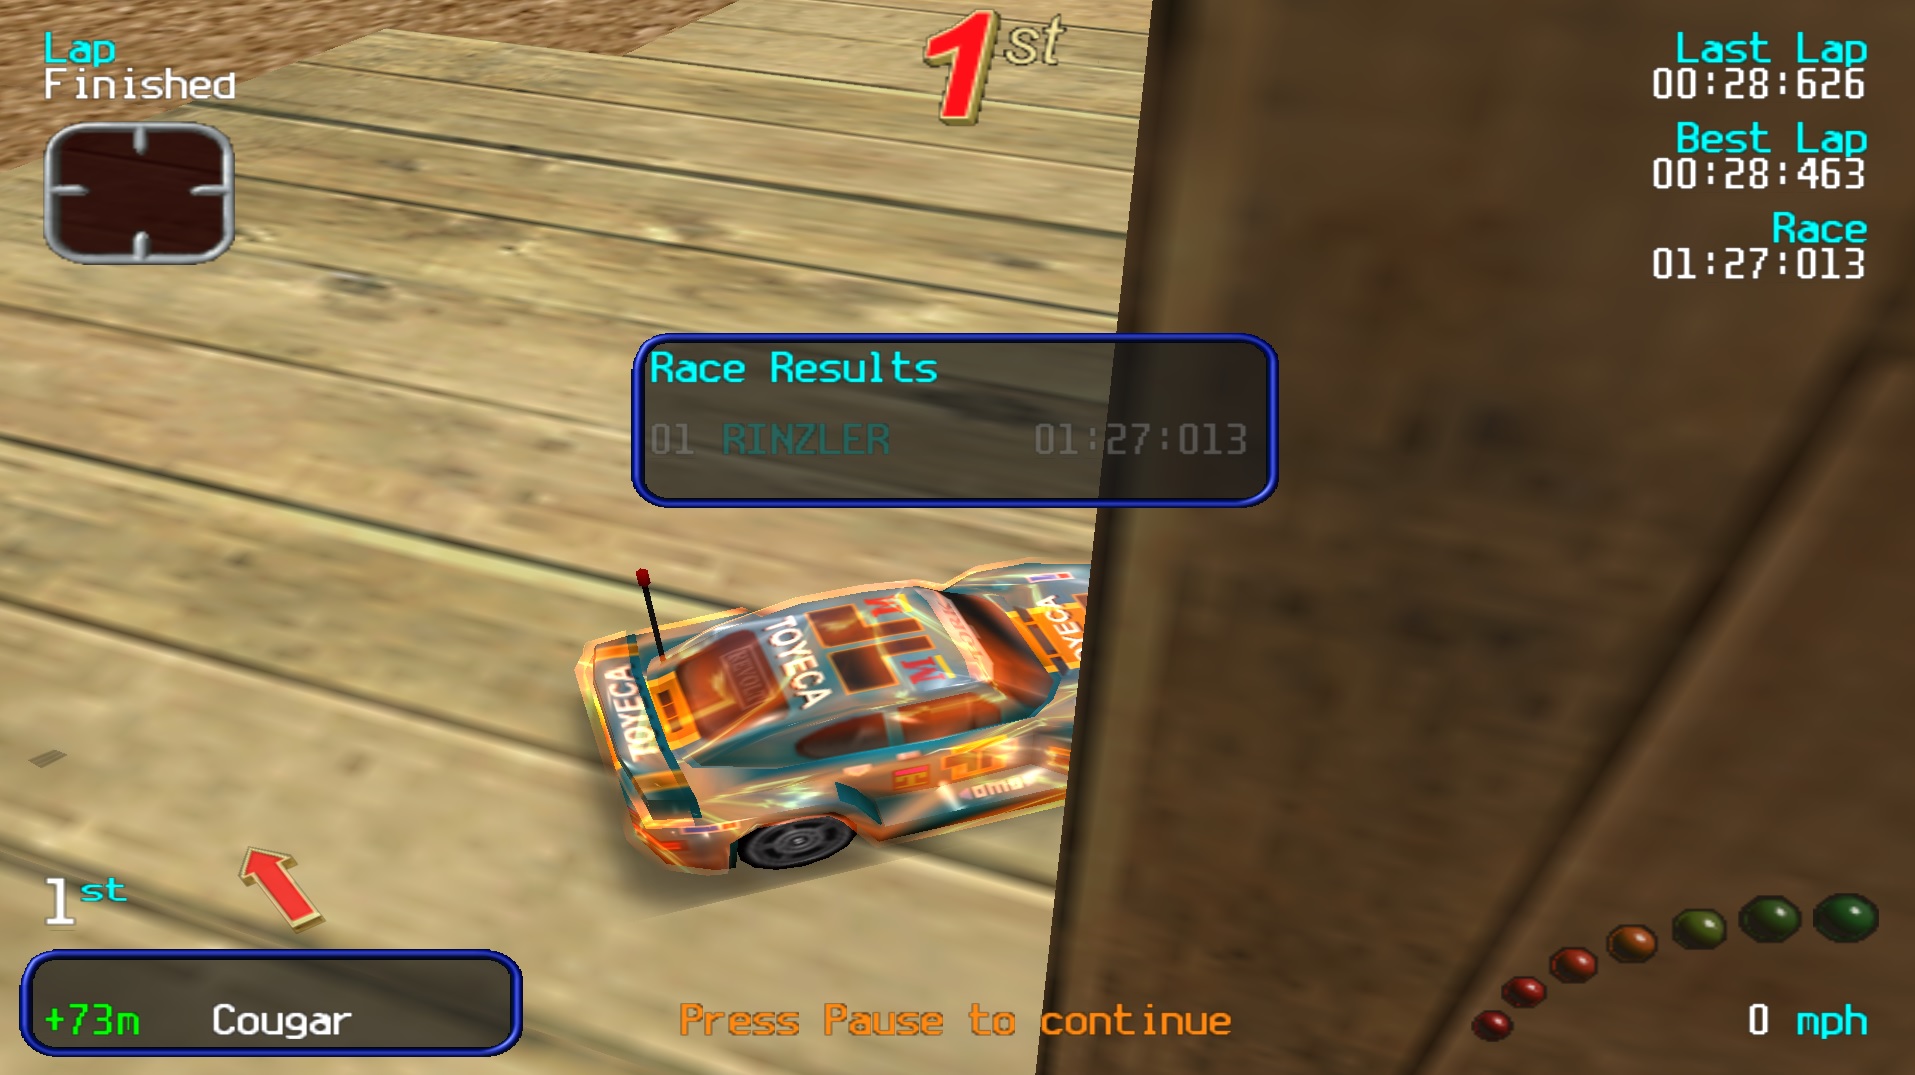 Lap
Finished
1st
Last Lap
00:28:626
Best Lap
00:28:463
Race
01:27:013
Race Results
01 RINZLER 01:27:013
TOYECA
TOYECA
TOYECA
REVOLT
M
M
1st
+73m Cougar
Press Pause to continue
0 mph